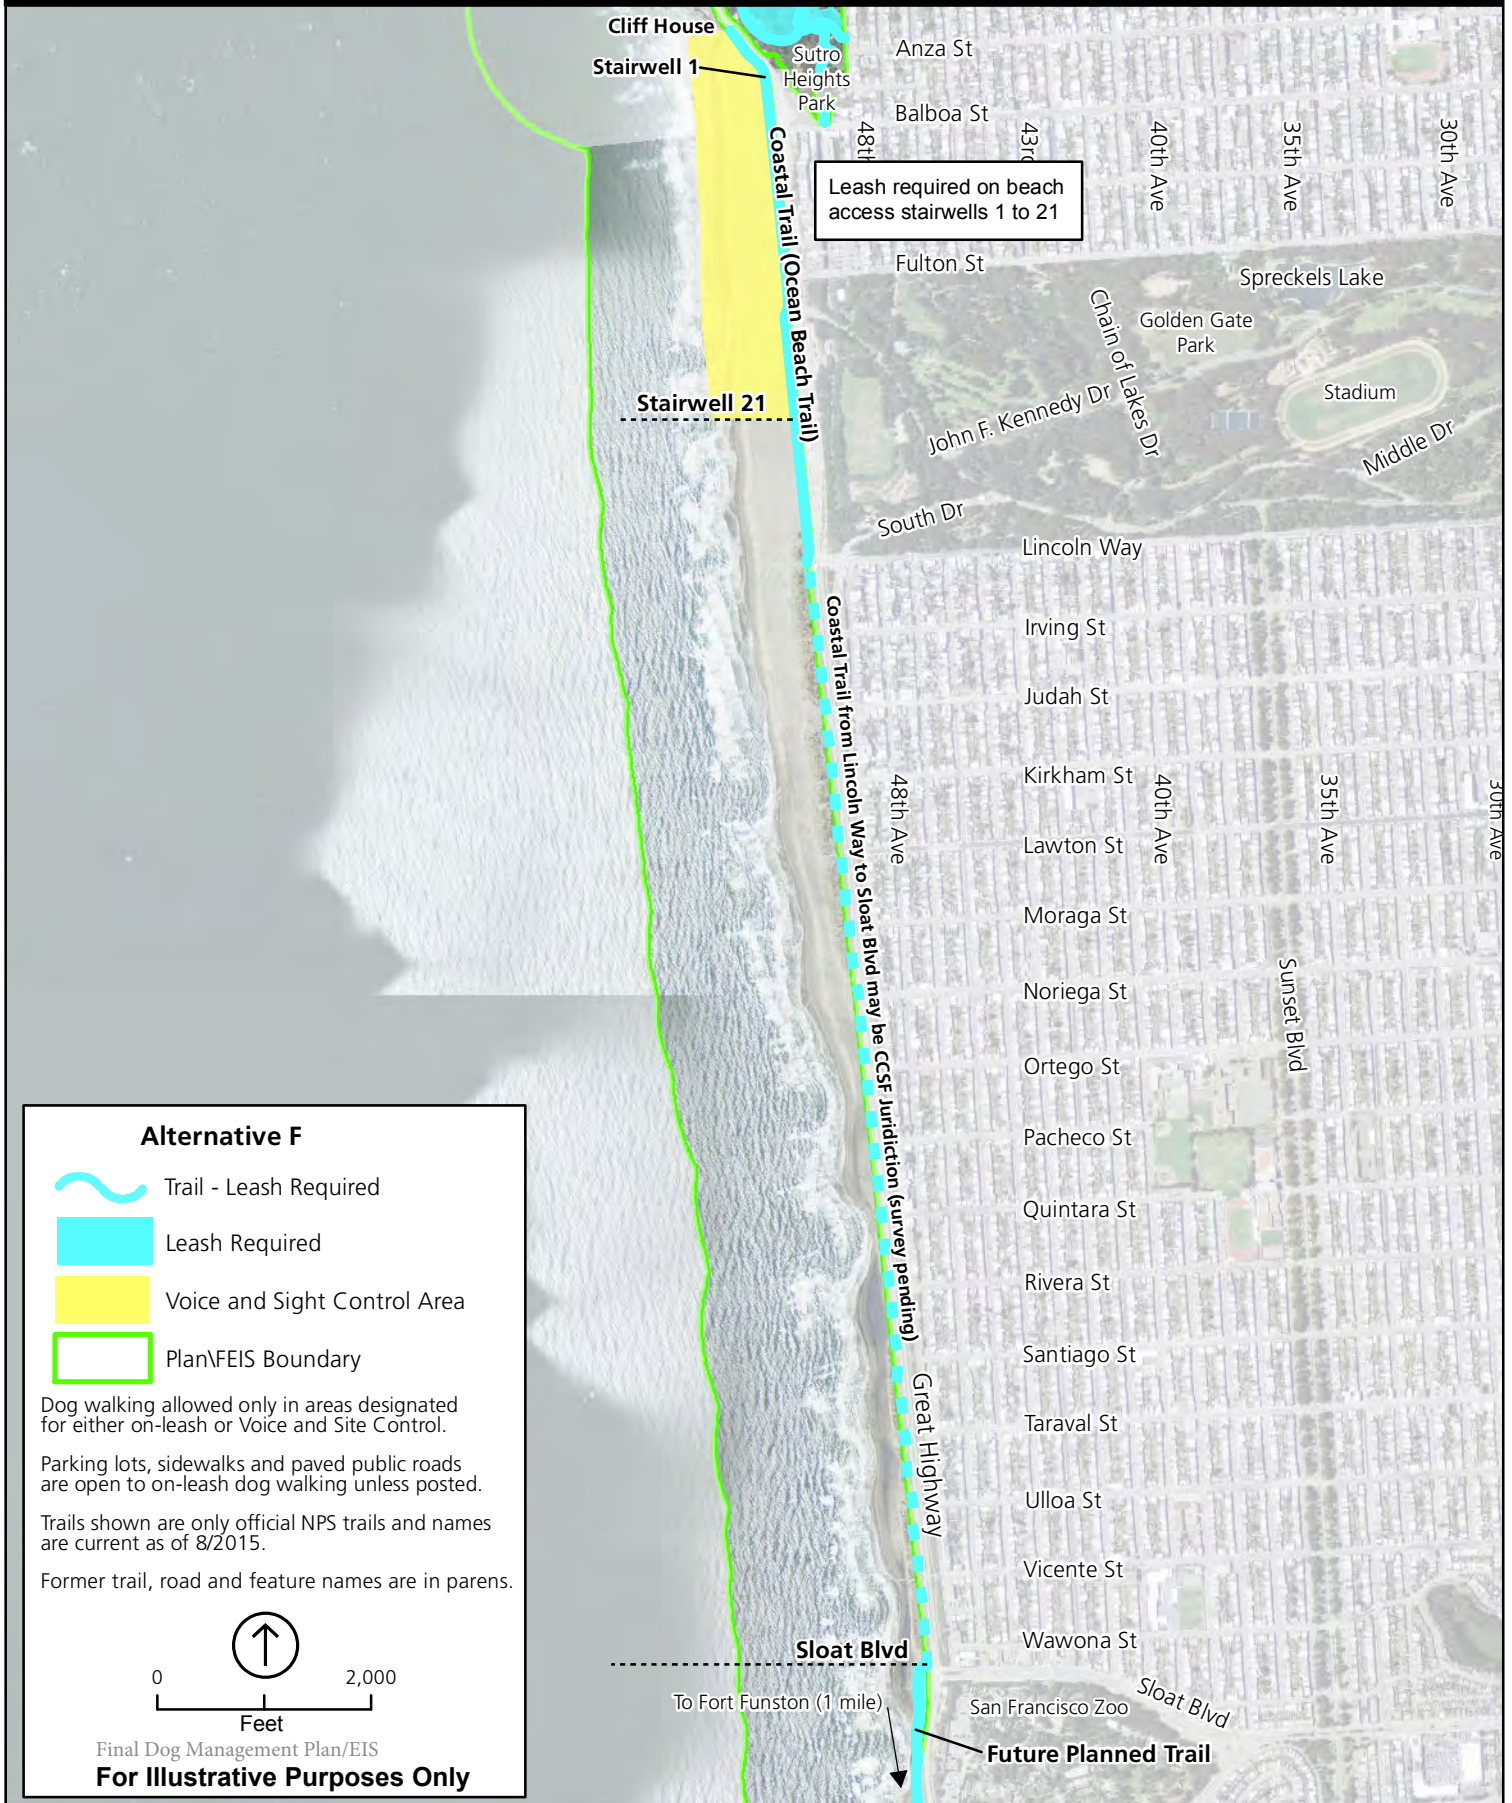 Cliff House
Stairwell 1
Sutro
Heights
Park
Anza St
Balboa St
48th
43rd
40th Ave
35th Ave
30th Ave
Leash required on beach
access stairwells 1 to 21
Coastal Trail (Ocean Beach Trail)
Fulton St
Spreckels Lake
Golden Gate
Park
Chain of Lakes Dr
Stadium
John F. Kennedy Dr
Middle Dr
Stairwell 21
South Dr
Lincoln Way
Coastal Trail from Lincoln Way to Sloat Blvd may be CCSF Juridiction (survey pending)
Irving St
Judah St
Kirkham St
48th Ave
40th Ave
35th Ave
30th Ave
Lawton St
Moraga St
Noriega St
Sunset Blvd
Ortego St
Pacheco St
Quintara St
Rivera St
Santiago St
Great Highway
Taraval St
Ulloa St
Vicente St
Wawona St
Sloat Blvd
Sloat Blvd
To Fort Funston (1 mile)
San Francisco Zoo
Future Planned Trail
Alternative F
Trail - Leash Required
Leash Required
Voice and Sight Control Area
Plan\FEIS Boundary
Dog walking allowed only in areas designated
for either on-leash or Voice and Site Control.
Parking lots, sidewalks and paved public roads
are open to on-leash dog walking unless posted.
Trails shown are only official NPS trails and names
are current as of 8/2015.
Former trail, road and feature names are in parens.
0 2,000
Feet
Final Dog Management Plan/EIS
For Illustrative Purposes Only